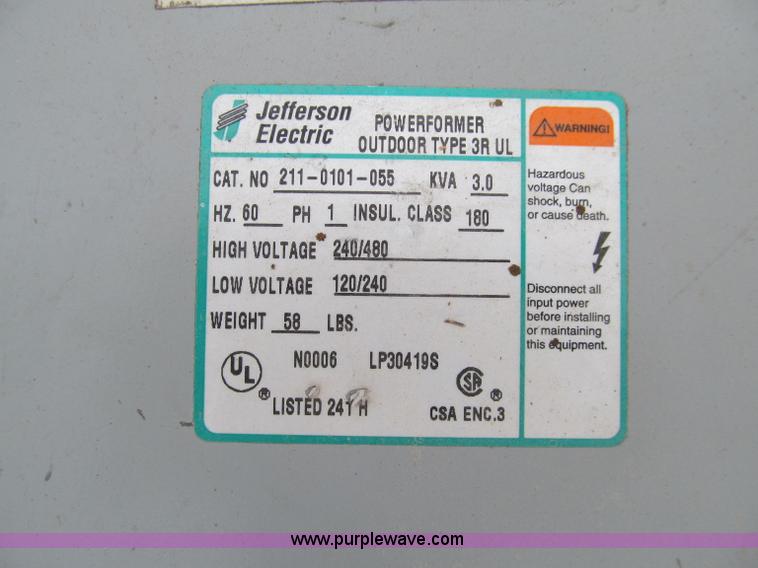 Jefferson
Electric
POWERFORMER
OUTDOOR TYPE 3R UL
CAT. NO 211-0101-055 KVA 3.0
HZ. 60 PH 1 INSUL. CLASS 180
HIGH VOLTAGE 240/480
LOW VOLTAGE 120/240
WEIGHT 58 LBS.
UL ® N0006 LP30419S
SA ®
LISTED 241 H CSA ENC.3
WARNING!
Hazardous
voltage Can
shock, burn,
or cause death.
Disconnect all
input power
before installing
or maintaining
this equipment.
www.purplewave.com